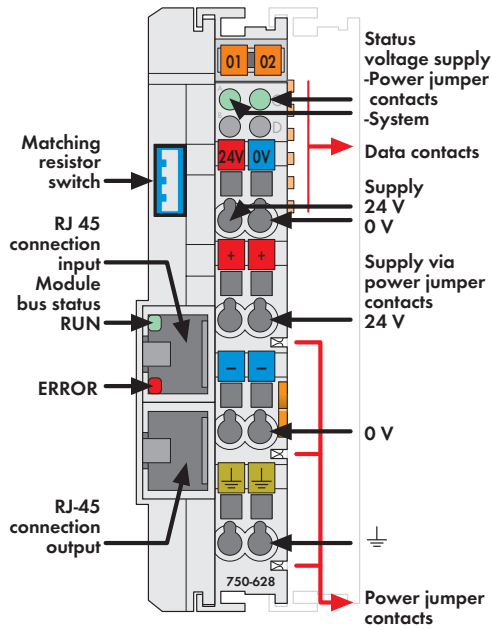 Status
voltage supply
-Power jumper
contacts
-System
Data contacts
Supply
24 V
0 V
Supply via
power jumper
contacts
24 V
0 V
Power jumper
contacts
Matching
resistor
switch
RJ 45
connection
input
Module
bus status
RUN
ERROR
RJ-45
connection
output
01 02
A C
B D
24V 0V
+ +
− −
750-628